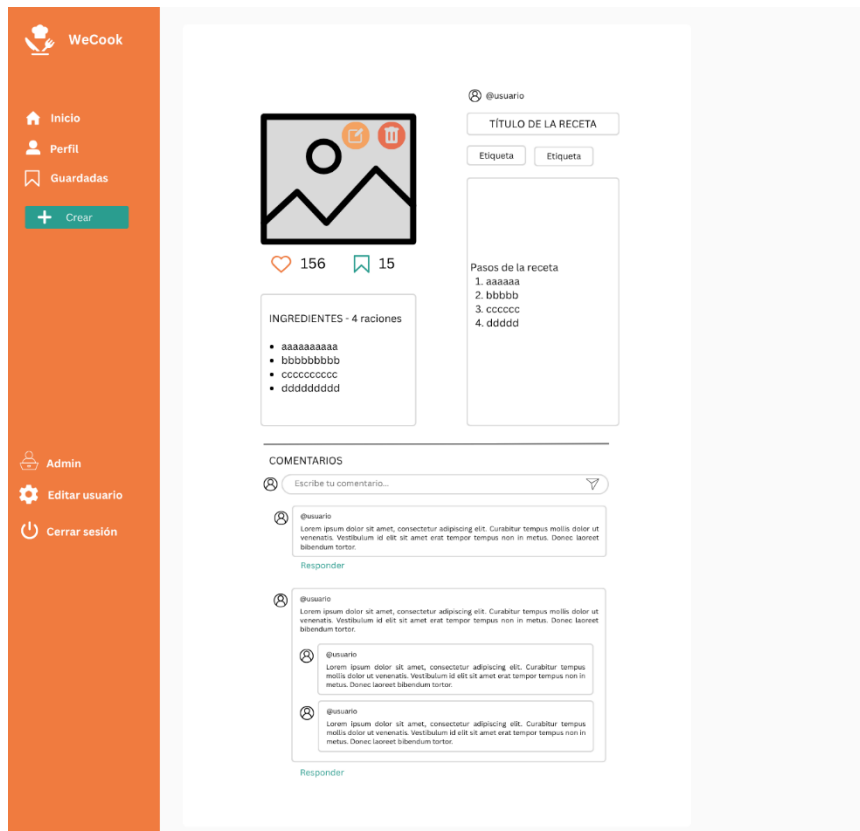 WeCook
Inicio
Perfil
Guardadas
Crear
Admin
Editar usuario
Cerrar sesión
156
15
INGREDIENTES - 4 raciones
aaaaaaaaaa
bbbbbbbbb
cccccccccc
ddddddddd
@usuario
TÍTULO DE LA RECETA
Etiqueta
Etiqueta
Pasos de la receta
1. aaaaaa
2. bbbbb
3. cccccc
4. ddddd
COMENTARIOS
Escribe tu comentario...
@usuario
Lorem ipsum dolor sit amet, consectetur adipiscing elit. Curabitur tempus mollis dolor ut
venenatis. Vestibulum id elit sit amet erat tempor tempus non in metus. Donec laoreet
bibendum tortor.
Responder
@usuario
Lorem ipsum dolor sit amet, consectetur adipiscing elit. Curabitur tempus mollis dolor ut
venenatis. Vestibulum id elit sit amet erat tempor tempus non in metus. Donec laoreet
bibendum tortor.
@usuario
Lorem ipsum dolor sit amet, consectetur adipiscing elit. Curabitur tempus
mollis dolor ut venenatis. Vestibulum id elit sit amet erat tempor tempus non in
metus. Donec laoreet bibendum tortor.
@usuario
Lorem ipsum dolor sit amet, consectetur adipiscing elit. Curabitur tempus
mollis dolor ut venenatis. Vestibulum id elit sit amet erat tempor tempus non in
metus. Donec laoreet bibendum tortor.
Responder